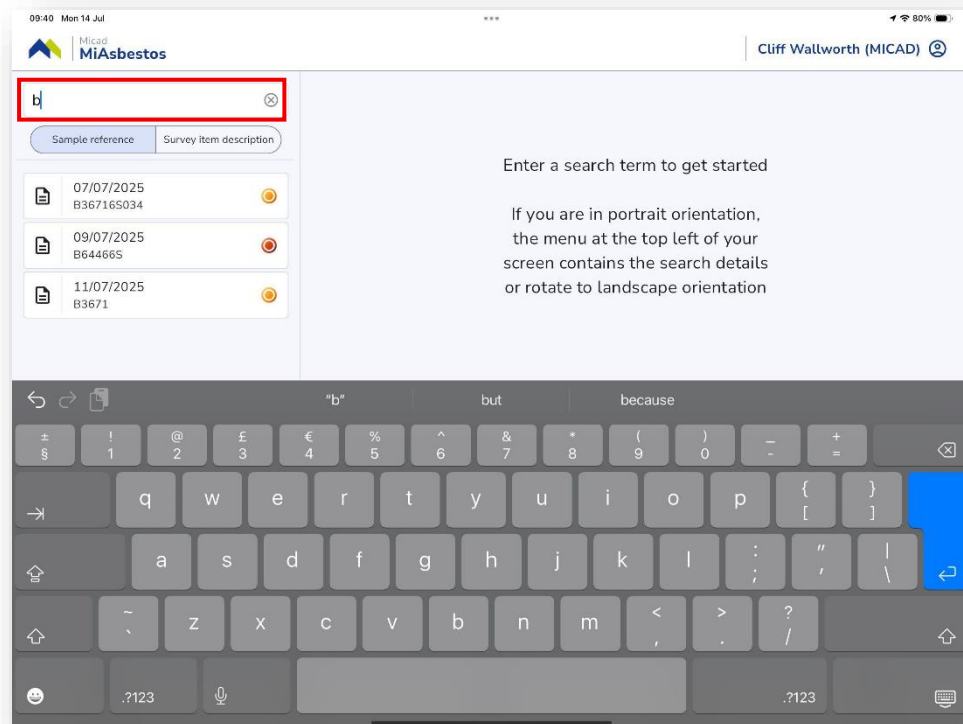 09:40 Mon 14 Jul
80%
Micad
MiAsbestos
Cliff Wallworth (MICAD)
b
Sample reference
Survey item description
07/07/2025
B36716S034
09/07/2025
B64466S
11/07/2025
B3671
Enter a search term to get started
If you are in portrait orientation,
the menu at the top left of your
screen contains the search details
or rotate to landscape orientation
"b" but because
± ! @ £ € % ^ & * ( ) _ +
§ 1 2 3 4 5 6 7 8 9 0 - =
q w e r t y u i o p { }
[ ]
a s d f g h j k l : " |
; ' \
~ z x c v b n m < > ?
` , . /
.?123 .?123